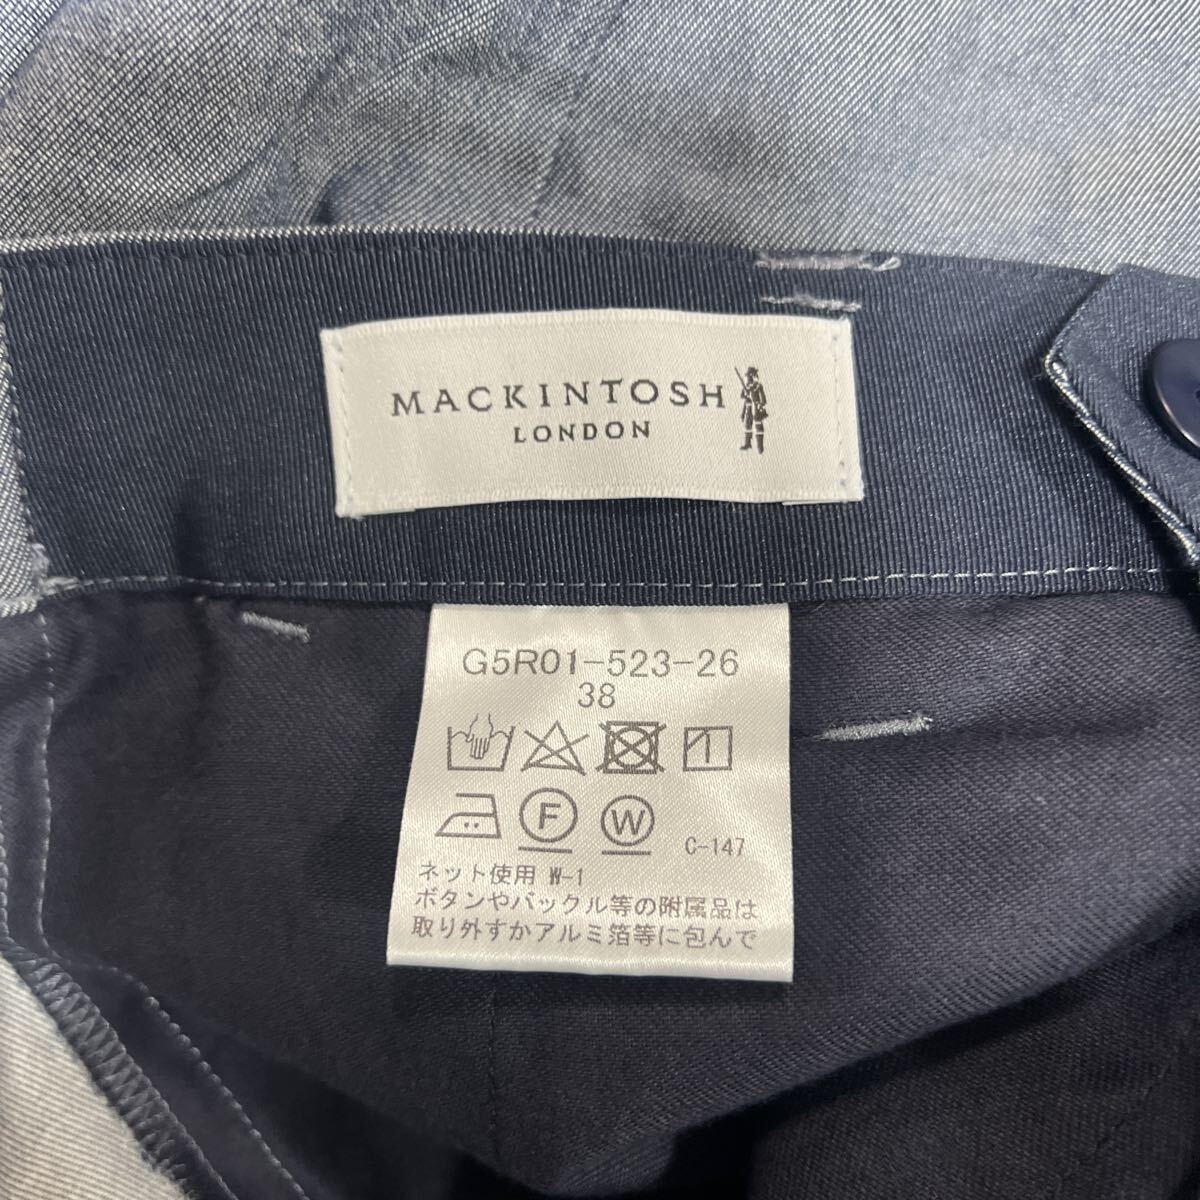 MACKINTOSH
LONDON
G5R01-523-26
38
F W C-147
ネット使用 W-1
ボタンやバックル等の附属品は
取り外すかアルミ箔等に包んで